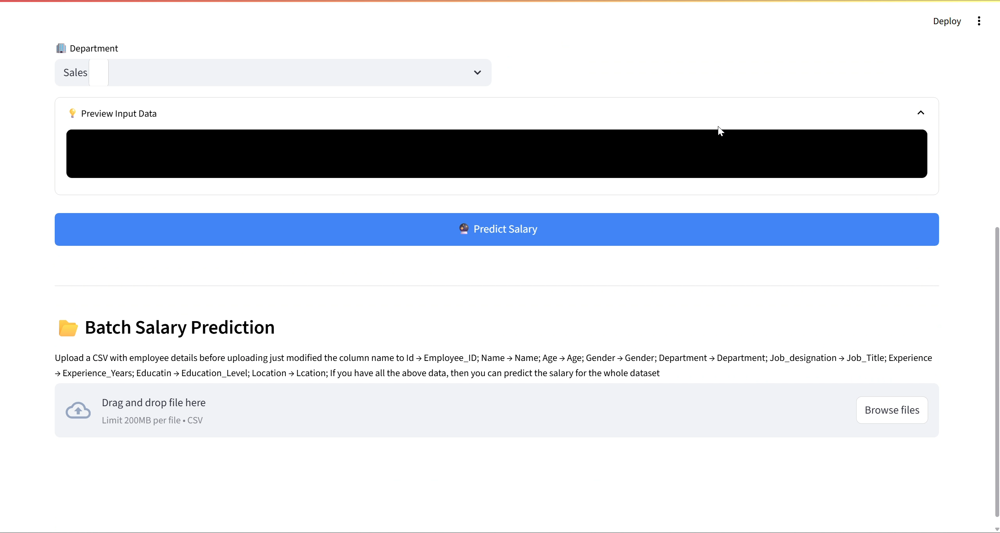 Deploy
Department
Sales
Preview Input Data
Predict Salary
Batch Salary Prediction
Upload a CSV with employee details before uploading just modified the column name to Id → Employee_ID; Name → Name; Age → Age; Gender → Gender; Department → Department; Job_designation → Job_Title; Experience
→ Experience_Years; Educatin → Education_Level; Location → Lcation; If you have all the above data, then you can predict the salary for the whole dataset
Drag and drop file here
Limit 200MB per file • CSV
Browse files